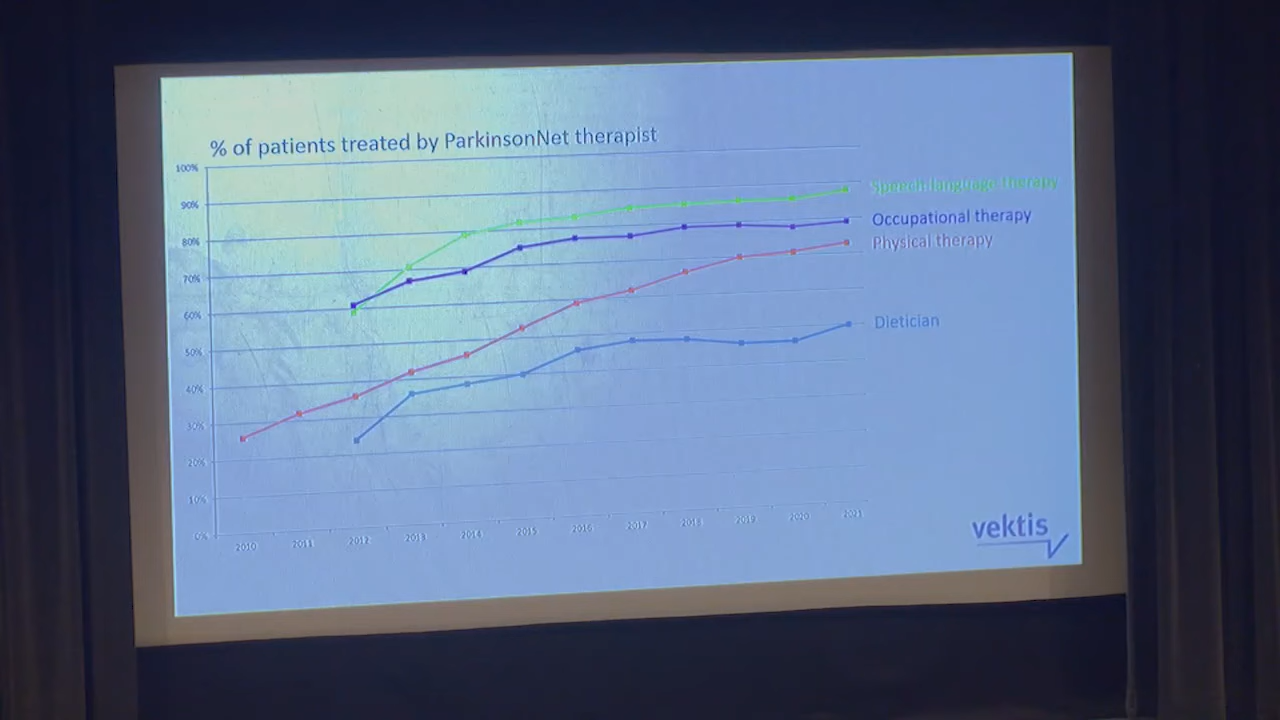 % of patients treated by ParkinsonNet therapist
100%
90%
80%
70%
60%
50%
40%
30%
20%
10%
0%
2010 2011 2012 2013 2014 2015 2016 2017 2018 2019 2020 2021
Speech language therapy
Occupational therapy
Physical therapy
Dietician
vektis